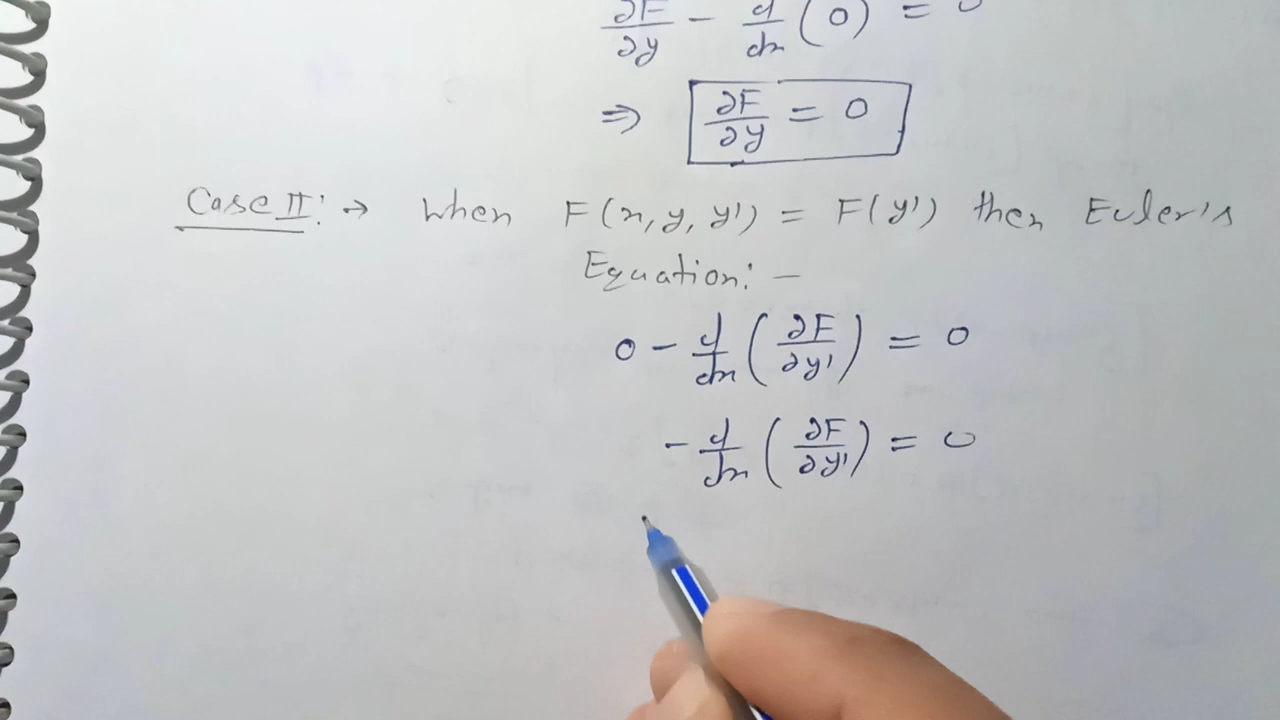 ∂F/∂y - d/dx (0) = 0
⇒ ∂F/∂y = 0
Case II :→ When F(x, y, y') = F(y') then Euler's
Equation: -
0 - d/dx (∂F/∂y') = 0
- d/dx (∂F/∂y') = 0